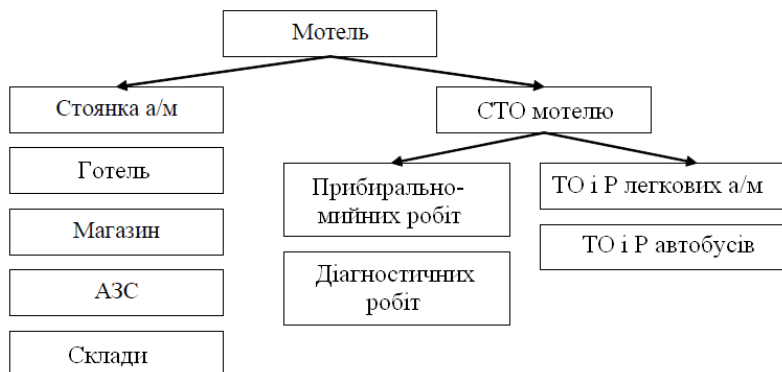 Мотель
Стоянка а/м
Готель
Магазин
АЗС
Склади
СТО мотелю
Прибирально-
мийних робіт
Діагностичних
робіт
ТО і Р легкових а/м
ТО і Р автобусів